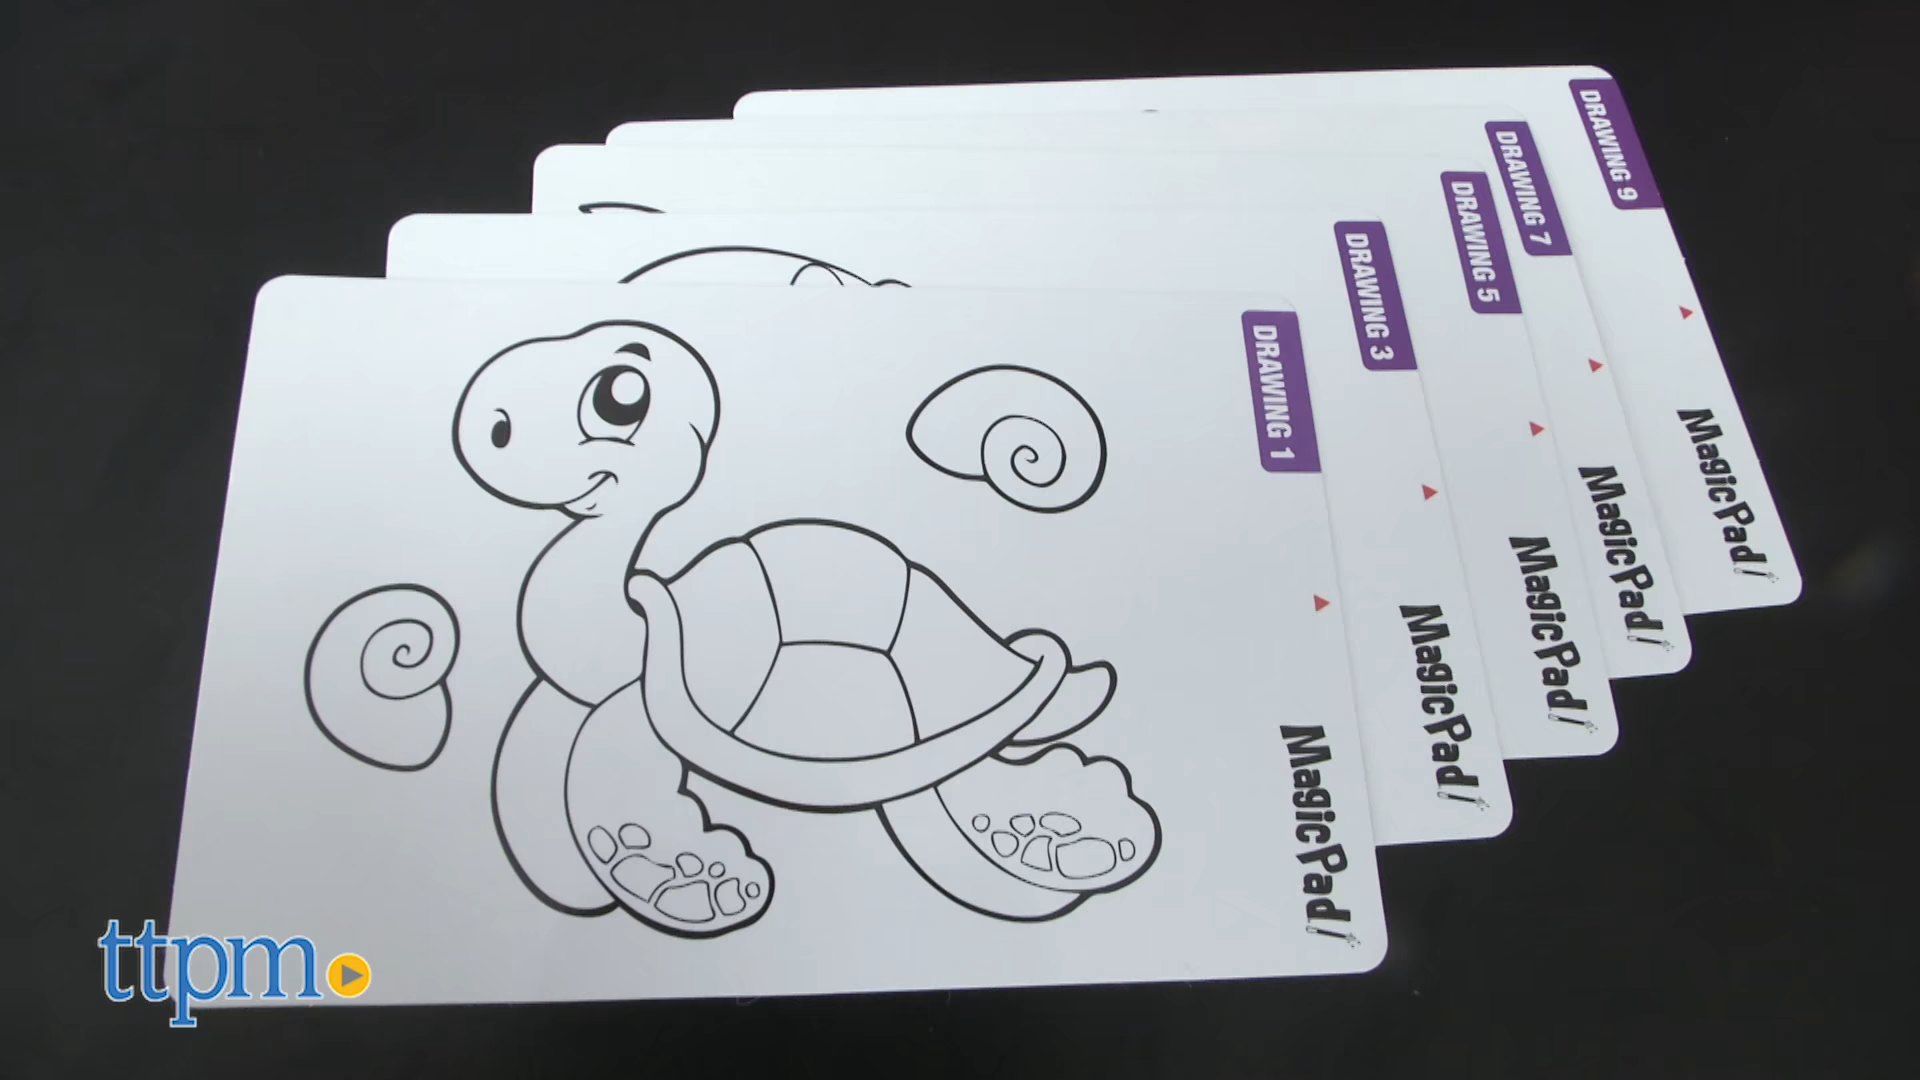 DRAWING 9
MagicPad
DRAWING 7
MagicPad
DRAWING 5
MagicPad
DRAWING 3
MagicPad
DRAWING 1
MagicPad
ttpm